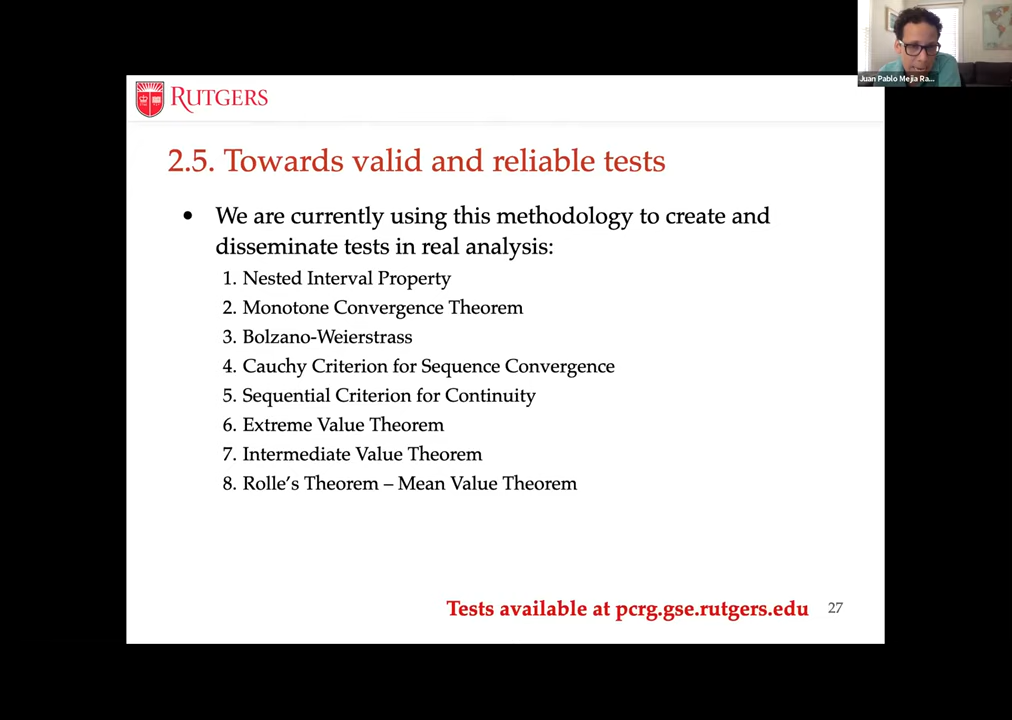 Juan Pablo Mejia Ra...
RUTGERS
2.5. Towards valid and reliable tests
• We are currently using this methodology to create and
disseminate tests in real analysis:
1. Nested Interval Property
2. Monotone Convergence Theorem
3. Bolzano-Weierstrass
4. Cauchy Criterion for Sequence Convergence
5. Sequential Criterion for Continuity
6. Extreme Value Theorem
7. Intermediate Value Theorem
8. Rolle's Theorem – Mean Value Theorem
Tests available at pcrg.gse.rutgers.edu 27